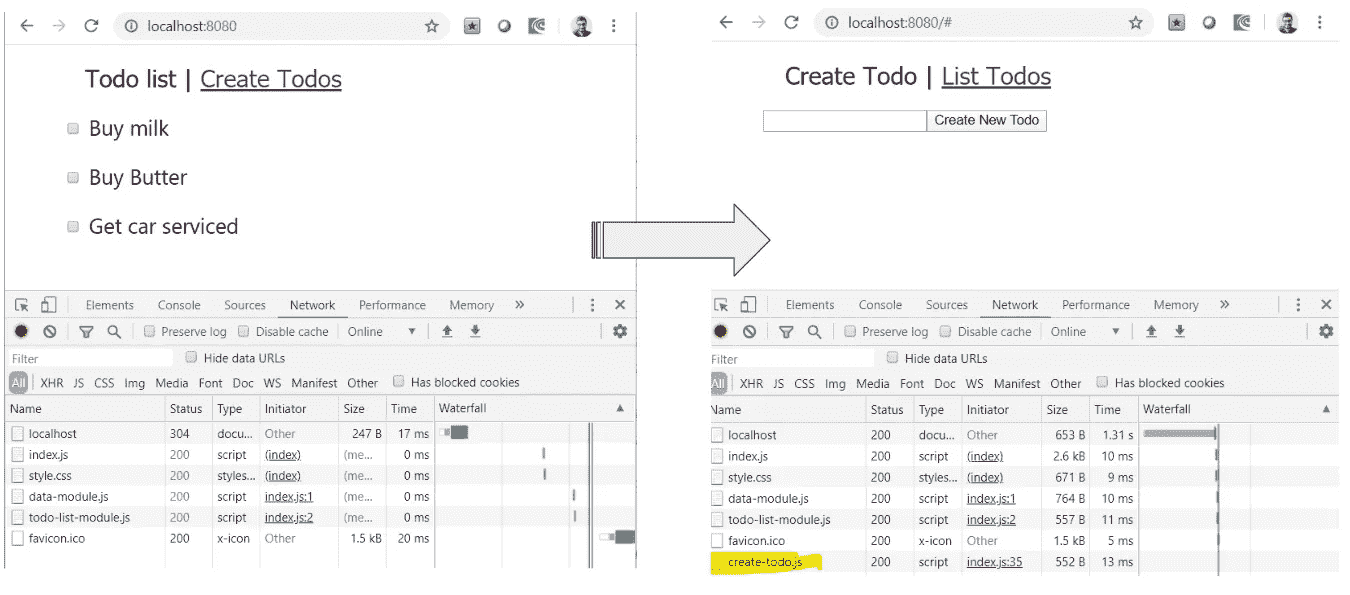 localhost:8080
Todo list | Create Todos
Buy milk
Buy Butter
Get car serviced
Elements Console Sources Network Performance Memory »
Preserve log Disable cache Online
Filter Hide data URLs
All XHR JS CSS Img Media Font Doc WS Manifest Other Has blocked cookies
Name Status Type Initiator Size Time Waterfall
localhost 304 docu... Other 247 B 17 ms
index.js 200 script (index) (me... 0 ms
style.css 200 styles... (index) (me... 0 ms
data-module.js 200 script index.js:1 (me... 0 ms
todo-list-module.js 200 script index.js:2 (me... 0 ms
favicon.ico 200 x-icon Other 1.5 kB 20 ms
localhost:8080/#
Create Todo | List Todos
Create New Todo
Elements Console Sources Network Performance Memory »
Preserve log Disable cache Online
Filter Hide data URLs
All XHR JS CSS Img Media Font Doc WS Manifest Other Has blocked cookies
Name Status Type Initiator Size Time Waterfall
localhost 200 docu... Other 653 B 1.31 s
index.js 200 script (index) 2.6 kB 10 ms
style.css 200 styles... (index) 671 B 9 ms
data-module.js 200 script index.js:1 764 B 10 ms
todo-list-module.js 200 script index.js:2 557 B 11 ms
favicon.ico 200 x-icon Other 1.5 kB 5 ms
create-todo.js 200 script index.js:35 552 B 13 ms